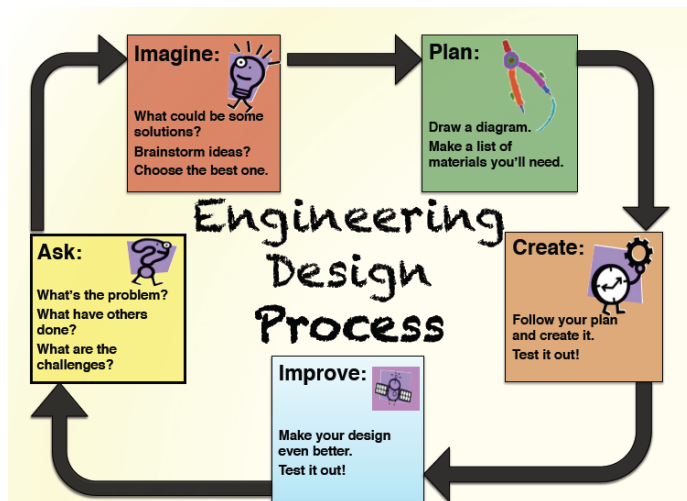 Engineering
Design
Process
Ask:
What's the problem?
What have others
done?
What are the
challenges?
Imagine:
What could be some
solutions?
Brainstorm ideas?
Choose the best one.
Plan:
Draw a diagram.
Make a list of
materials you'll need.
Create:
Follow your plan
and create it.
Test it out!
Improve:
Make your design
even better.
Test it out!